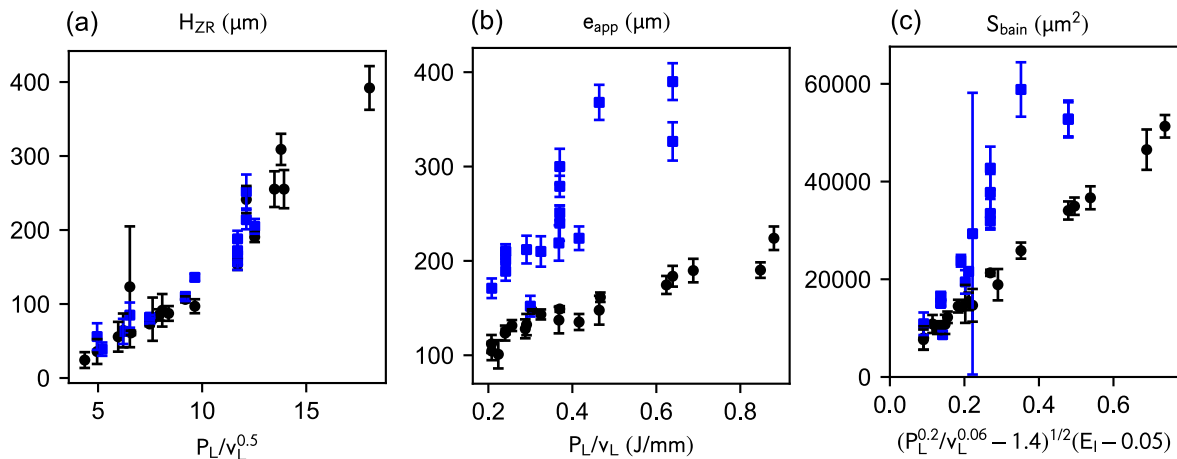 (a) H_ZR (μm)
400
300
200
100
0
5 10 15
P_L/v_L^0.5
(b) e_app (μm)
400
300
200
100
0.2 0.4 0.6 0.8
P_L/v_L (J/mm)
(c) S_bain (μm²)
60000
40000
20000
0
0.0 0.2 0.4 0.6
(P_L^0.2/v_L^0.06 − 1.4)^1/2(E_l − 0.05)